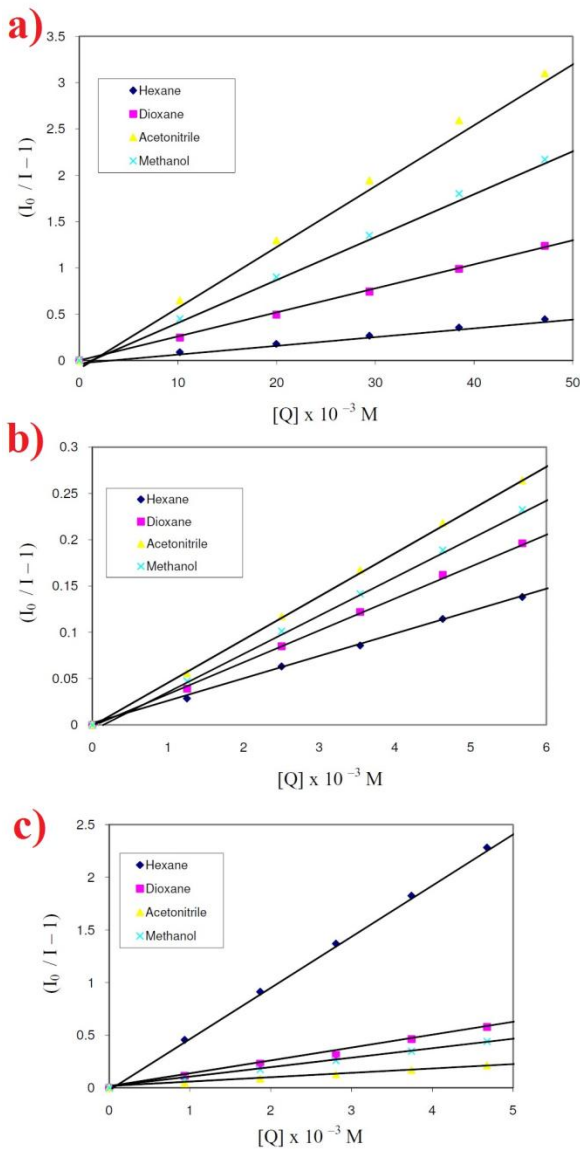 a)
3.5
3
2.5
2
1.5
1
0.5
0
(I₀ / I – 1)
Hexane
Dioxane
Acetonitrile
Methanol
0 10 20 30 40 50
[Q] x 10 ⁻³ M
b)
0.3
0.25
0.2
0.15
0.1
0.05
0
(I₀ / I – 1)
Hexane
Dioxane
Acetonitrile
Methanol
0 1 2 3 4 5 6
[Q] x 10 ⁻³ M
c)
2.5
2
1.5
1
0.5
0
(I₀ / I – 1)
Hexane
Dioxane
Acetonitrile
Methanol
0 1 2 3 4 5
[Q] x 10 ⁻³ M